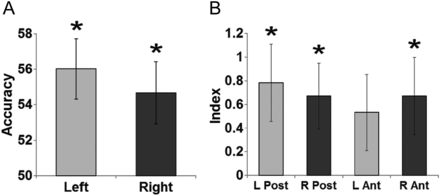 A
B
*
*
Accuracy
60
58
56
54
52
50
Left
Right
*
*
*
Index
1.2
1
0.8
0.6
0.4
0.2
0
L Post
R Post
L Ant
R Ant